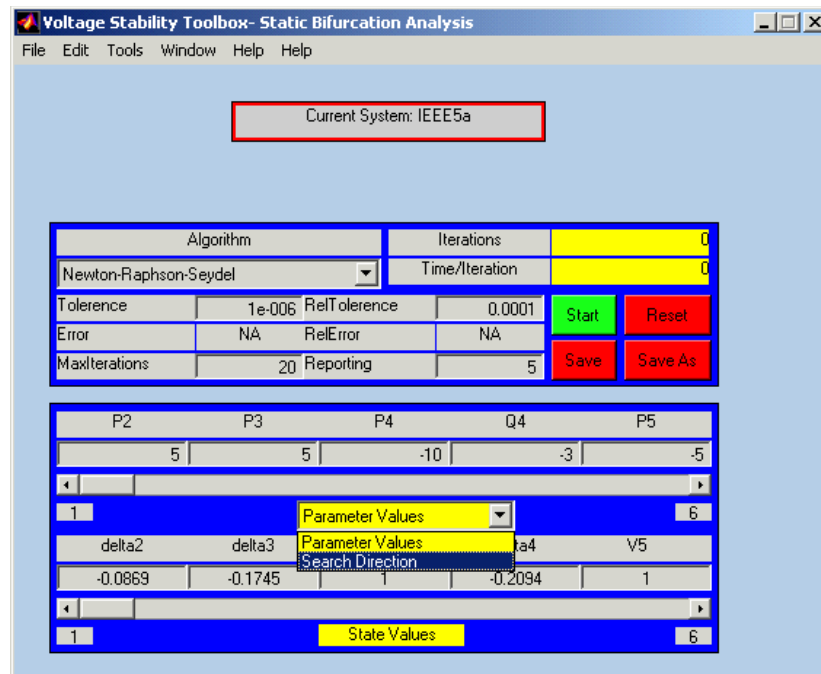 Voltage Stability Toolbox- Static Bifurcation Analysis
File Edit Tools Window Help Help
Current System: IEEE5a
Algorithm Iterations 0
Newton-Raphson-Seydel Time/Iteration 0
Tolerence 1e-006 RelTolerence 0.0001 Start Reset
Error NA RelError NA
MaxIterations 20 Reporting 5 Save Save As
P2 P3 P4 Q4 P5
5 5 -10 -3 -5
1 Parameter Values 6
Parameter Values
Search Direction
delta2 delta3 ta4 V5
-0.0869 -0.1745 1 -0.2094 1
1 State Values 6